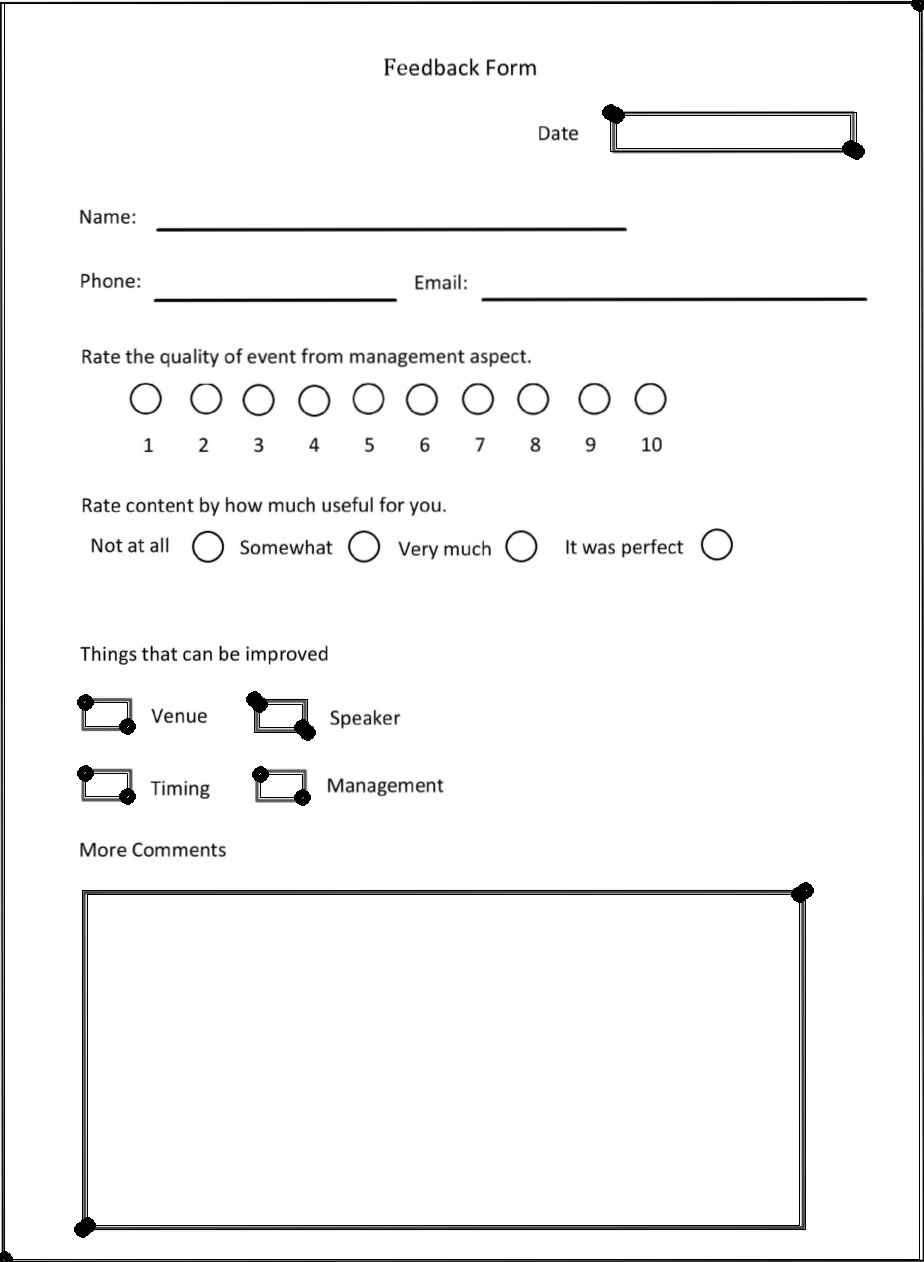 Feedback Form
Date
Name:
Phone: Email:
Rate the quality of event from management aspect.
1 2 3 4 5 6 7 8 9 10
Rate content by how much useful for you.
Not at all Somewhat Very much It was perfect
Things that can be improved
Venue Speaker
Timing Management
More Comments